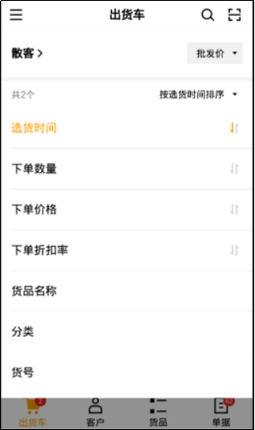 出货车
散客
批发价
共2个
按选货时间排序
选货时间
下单数量
下单价格
下单折扣率
货品名称
分类
货号
出货车
客户
货品
单据